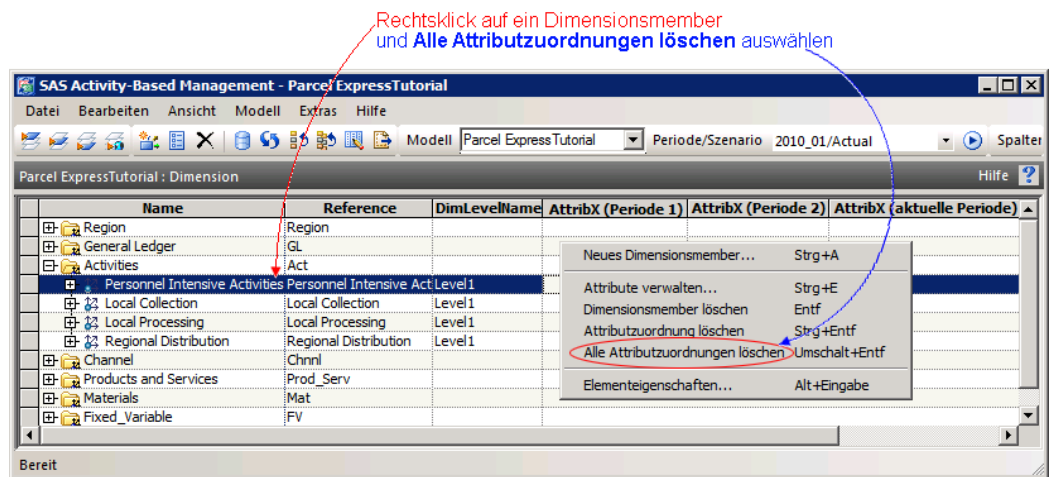 Rechtsklick auf ein Dimensionsmember
und Alle Attributzuordnungen löschen auswählen
SAS Activity-Based Management - Parcel ExpressTutorial
Datei Bearbeiten Ansicht Modell Extras Hilfe
Modell Parcel ExpressTutorial Periode/Szenario 2010_01/Actual Spalten
Parcel ExpressTutorial : Dimension Hilfe ?
Name Reference DimLevelName AttribX (Periode 1) AttribX (Periode 2) AttribX (aktuelle Periode)
Region Region
General Ledger GL
Activities Act
Personnel Intensive Activities Personnel Intensive Act Level1
Local Collection Local Collection Level1
Local Processing Local Processing Level1
Regional Distribution Regional Distribution Level1
Channel Chnnl
Products and Services Prod_Serv
Materials Mat
Fixed_Variable FV
Neues Dimensionsmember... Strg+A
Attribute verwalten... Strg+E
Dimensionsmember löschen Entf
Attributzuordnung löschen Strg+Entf
Alle Attributzuordnungen löschen Umschalt+Entf
Elementeigenschaften... Alt+Eingabe
Bereit